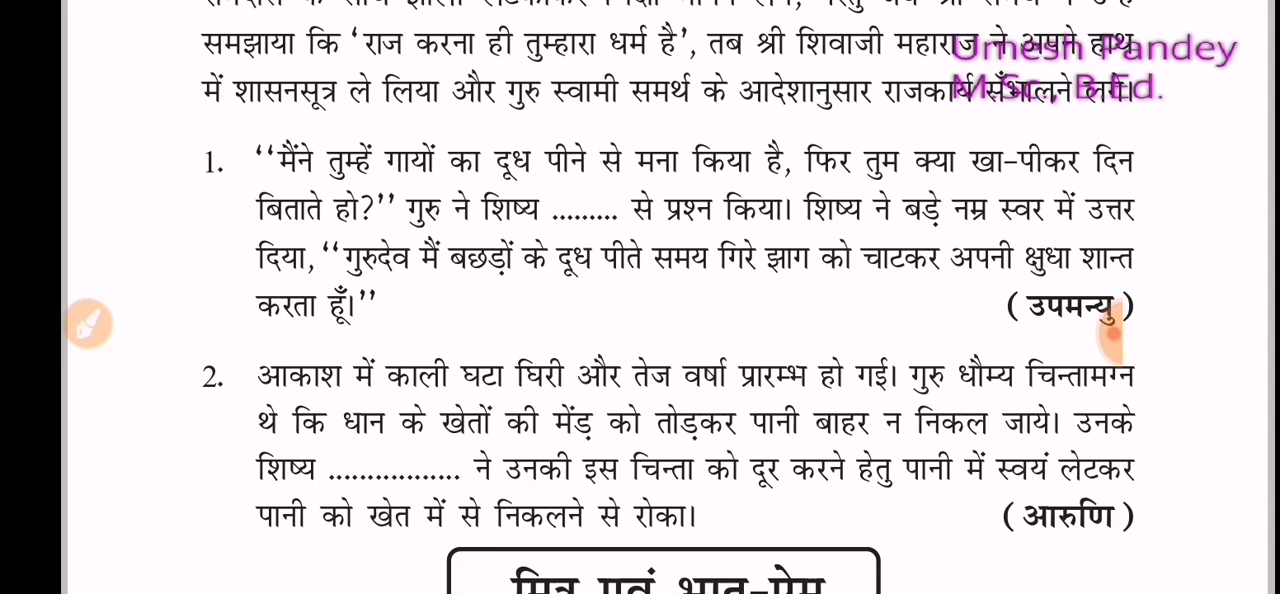 समझाया कि ‘राज करना ही तुम्हारा धर्म है’, तब श्री शिवाजी महाराज ने अपने हाथ
Umesh Pandey
में शासनसूत्र ले लिया और गुरु स्वामी समर्थ के आदेशानुसार राजकार्य सँभालने लगे।
M.Sc., B.Ed.
1. ‘‘मैंने तुम्हें गायों का दूध पीने से मना किया है, फिर तुम क्या खा-पीकर दिन
बिताते हो?’’ गुरु ने शिष्य ......... से प्रश्न किया। शिष्य ने बड़े नम्र स्वर में उत्तर
दिया, ‘‘गुरुदेव मैं बछड़ों के दूध पीते समय गिरे झाग को चाटकर अपनी क्षुधा शान्त
करता हूँ।’’ ( उपमन्यु )
2. आकाश में काली घटा घिरी और तेज वर्षा प्रारम्भ हो गई। गुरु धौम्य चिन्तामग्न
थे कि धान के खेतों की मेंड़ को तोड़कर पानी बाहर न निकल जाये। उनके
शिष्य ................. ने उनकी इस चिन्ता को दूर करने हेतु पानी में स्वयं लेटकर
पानी को खेत में से निकलने से रोका। ( आरुणि )
मित्र एवं भ्रातृ-प्रेम